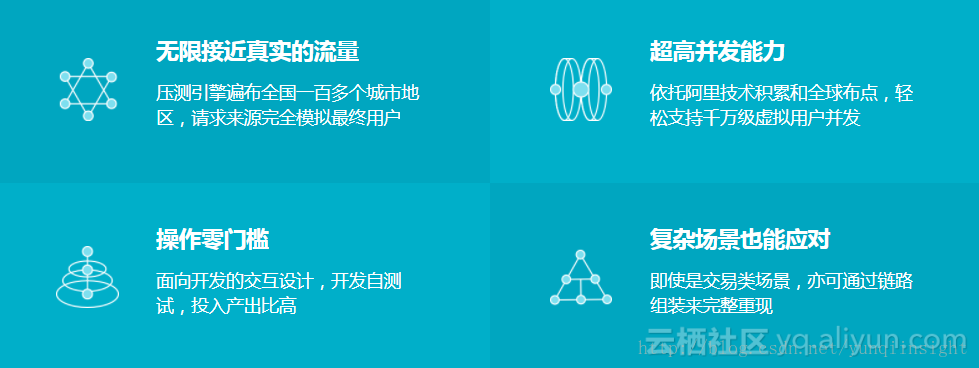 无限接近真实的流量
压测引擎遍布全国一百多个城市地
区，请求来源完全模拟最终用户
超高并发能力
依托阿里技术积累和全球布点，轻
松支持千万级虚拟用户并发
操作零门槛
面向开发的交互设计，开发自测
试，投入产出比高
复杂场景也能应对
即使是交易类场景，亦可通过链路
组装来完整重现
云栖社区 yq.aliyun.com
http://blog.csdn.net/yunqiinsight